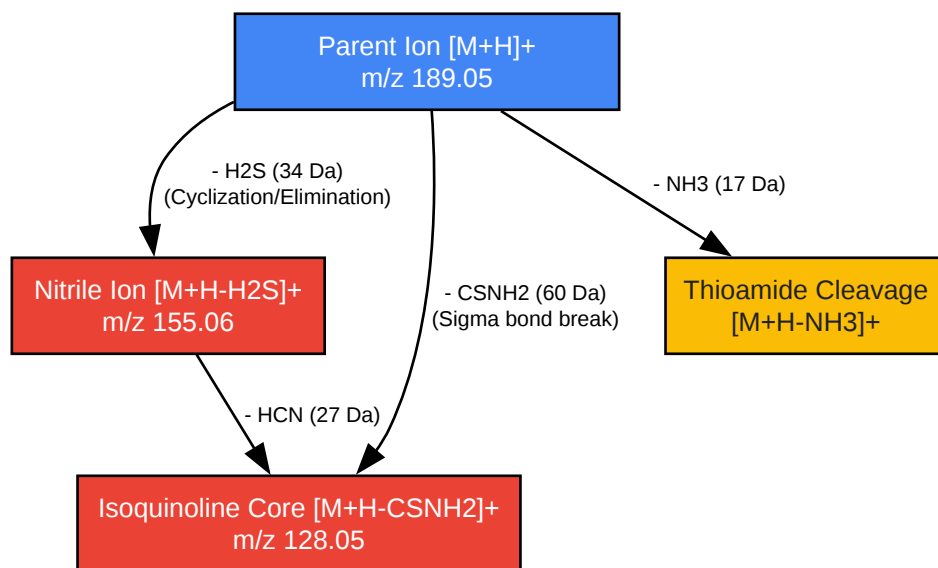 Parent Ion [M+H]+
m/z 189.05
- H2S (34 Da)
(Cyclization/Elimination)
- NH3 (17 Da)
Nitrile Ion [M+H-H2S]+
m/z 155.06
- CSNH2 (60 Da)
(Sigma bond break)
Thioamide Cleavage
[M+H-NH3]+
- HCN (27 Da)
Isoquinoline Core [M+H-CSNH2]+
m/z 128.05